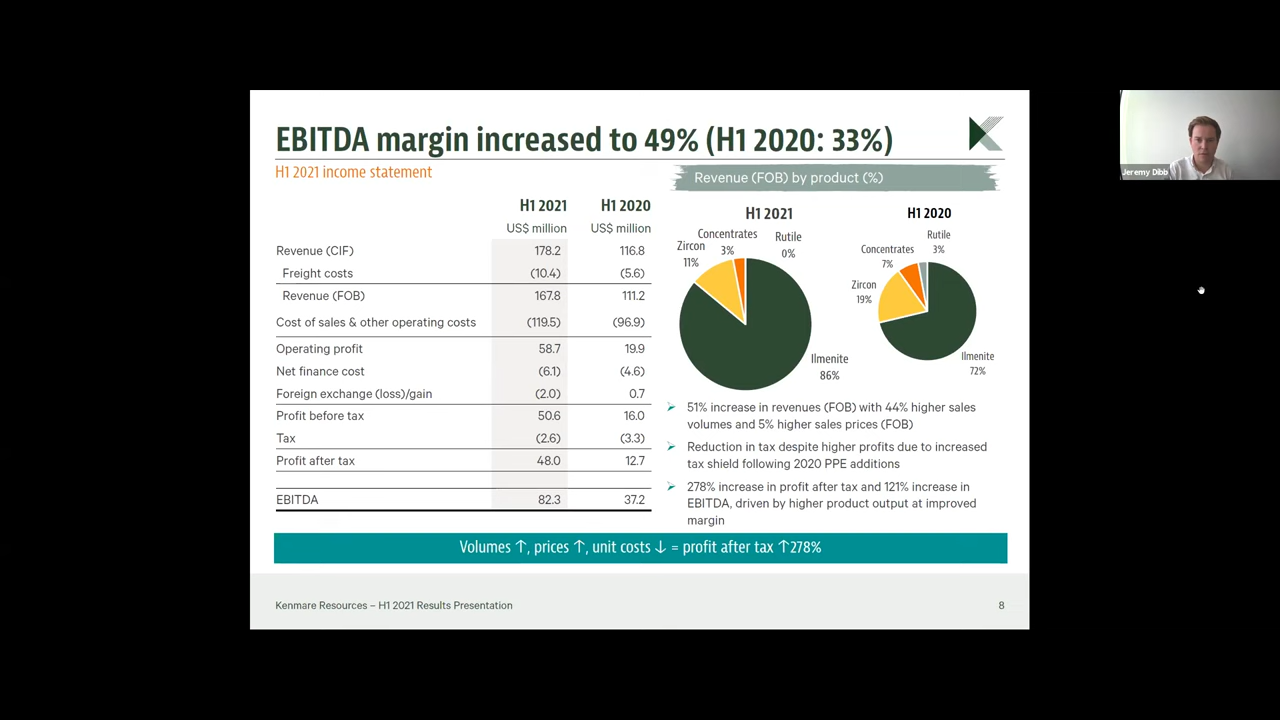 EBITDA margin increased to 49% (H1 2020: 33%)
H1 2021 income statement
H1 2021 H1 2020
US$ million US$ million
Revenue (CIF) 178.2 116.8
Freight costs (10.4) (5.6)
Revenue (FOB) 167.8 111.2
Cost of sales & other operating costs (119.5) (96.9)
Operating profit 58.7 19.9
Net finance cost (6.1) (4.6)
Foreign exchange (loss)/gain (2.0) 0.7
Profit before tax 50.6 16.0
Tax (2.6) (3.3)
Profit after tax 48.0 12.7
EBITDA 82.3 37.2
Revenue (FOB) by product (%)
H1 2021
Concentrates
3%
Rutile
0%
Zircon
11%
Ilmenite
86%
H1 2020
Rutile
3%
Concentrates
7%
Zircon
19%
Ilmenite
72%
51% increase in revenues (FOB) with 44% higher sales
volumes and 5% higher sales prices (FOB)
Reduction in tax despite higher profits due to increased
tax shield following 2020 PPE additions
278% increase in profit after tax and 121% increase in
EBITDA, driven by higher product output at improved
margin
Volumes ↑, prices ↑, unit costs ↓ = profit after tax ↑278%
Kenmare Resources – H1 2021 Results Presentation
8
Jeremy Dibb